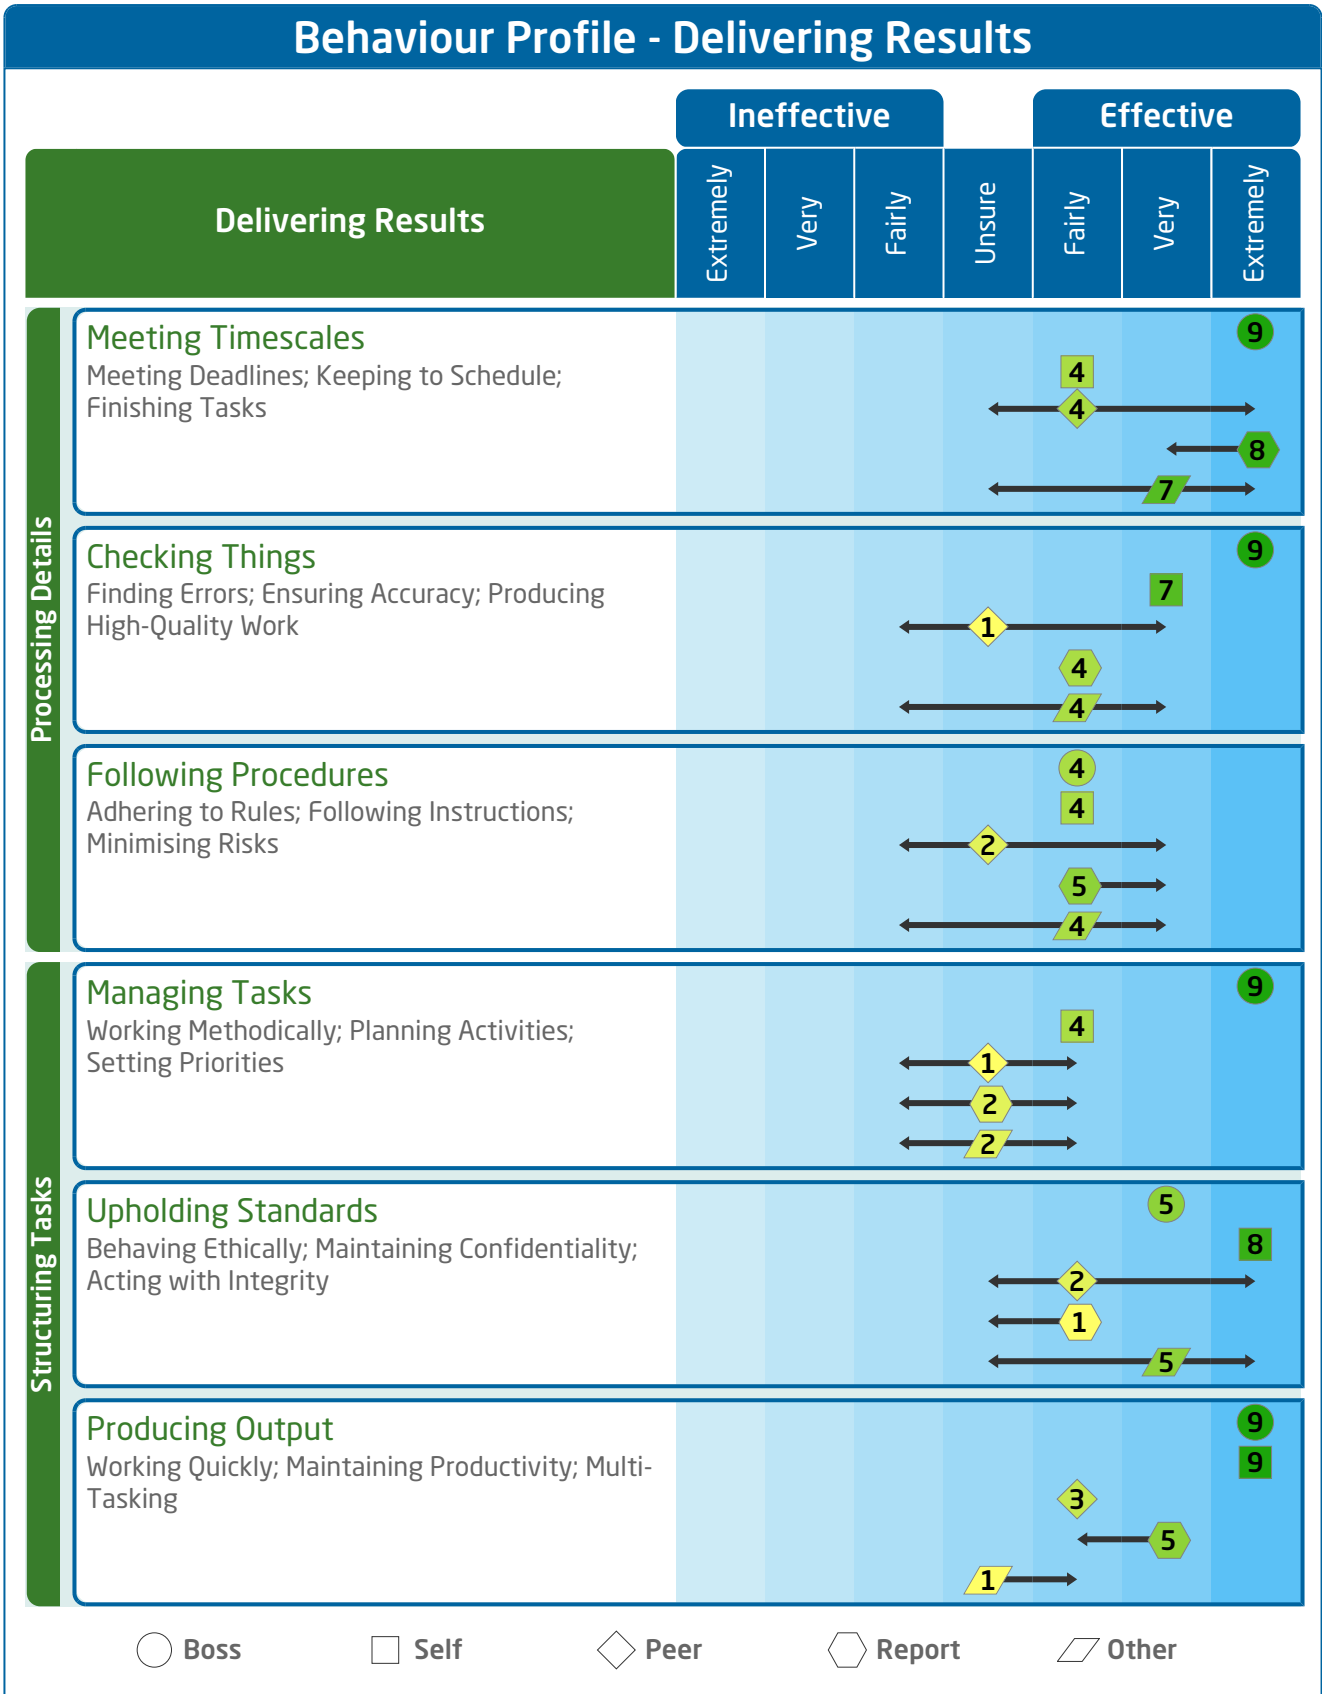 Behaviour Profile - Delivering Results
Ineffective
Effective
Delivering Results
Extremely
Very
Fairly
Unsure
Fairly
Very
Extremely
Processing Details
Meeting Timescales
Meeting Deadlines; Keeping to Schedule;
Finishing Tasks
9
4
4
8
7
Checking Things
Finding Errors; Ensuring Accuracy; Producing
High-Quality Work
9
7
1
4
4
Following Procedures
Adhering to Rules; Following Instructions;
Minimising Risks
4
4
2
5
4
Structuring Tasks
Managing Tasks
Working Methodically; Planning Activities;
Setting Priorities
9
4
1
2
2
Upholding Standards
Behaving Ethically; Maintaining Confidentiality;
Acting with Integrity
5
8
2
1
5
Producing Output
Working Quickly; Maintaining Productivity; Multi-
Tasking
9
9
3
5
1
Boss
Self
Peer
Report
Other